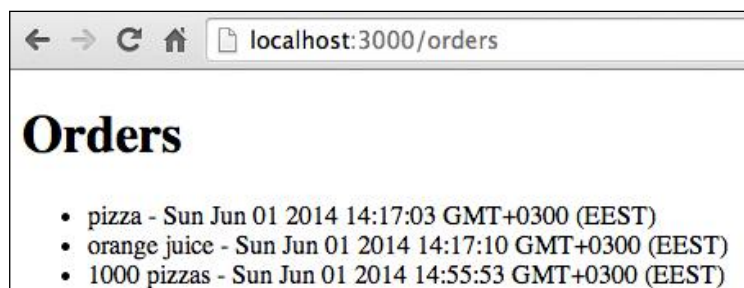 localhost:3000/orders
Orders
• pizza - Sun Jun 01 2014 14:17:03 GMT+0300 (EEST)
• orange juice - Sun Jun 01 2014 14:17:10 GMT+0300 (EEST)
• 1000 pizzas - Sun Jun 01 2014 14:55:53 GMT+0300 (EEST)